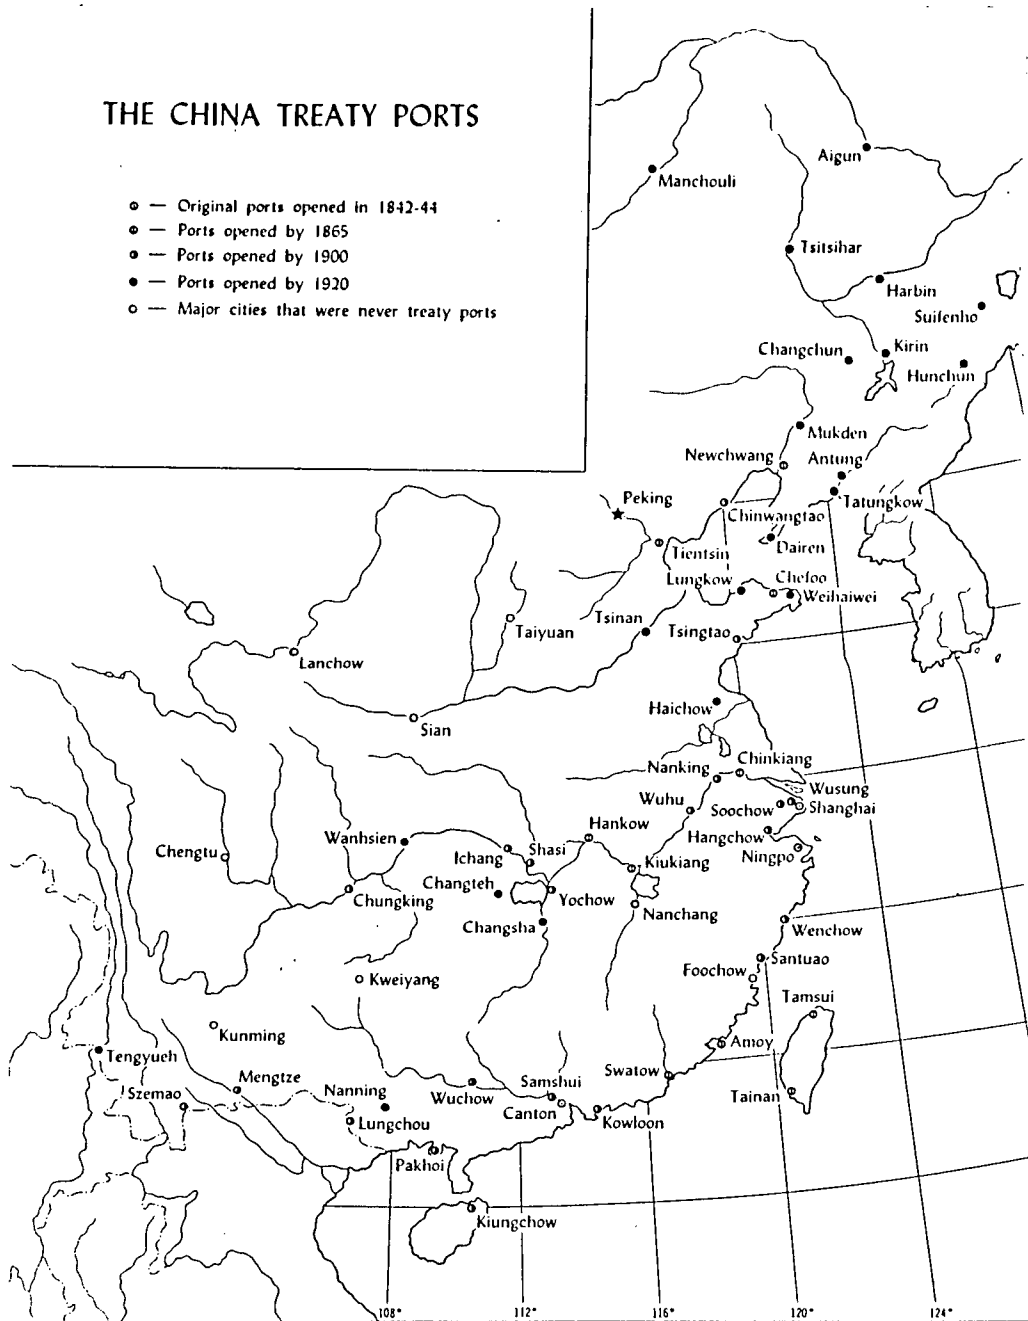 THE CHINA TREATY PORTS
— Original ports opened in 1842-44
— Ports opened by 1865
— Ports opened by 1900
— Ports opened by 1920
— Major cities that were never treaty ports
Aigun
Manchouli
Tsitsihar
Harbin
Suifenho
Kirin
Changchun
Hunchun
Mukden
Newchwang
Antung
Peking
Tatungkow
Chinwangtao
Dairen
Tientsin
Lungkow
Chefoo
Weihaiwei
Tsinan
Taiyuan
Tsingtao
Lanchow
Haichow
Sian
Chinkiang
Nanking
Wusung
Wuhu
Soochow
Shanghai
Hankow
Hangchow
Wanhsien
Shasi
Chengtu
Ichang
Ningpo
Kiukiang
Changteh
Chungking
Yochow
Nanchang
Changsha
Wenchow
Santuao
Foochow
Kweiyang
Tamsui
Kunming
Amoy
Tengyueh
Swatow
Mengtze
Samshui
Szemao
Nanning
Wuchow
Tainan
Canton
Kowloon
Lungchou
Pakhoi
Kiungchow
108° 112° 116° 120° 124°